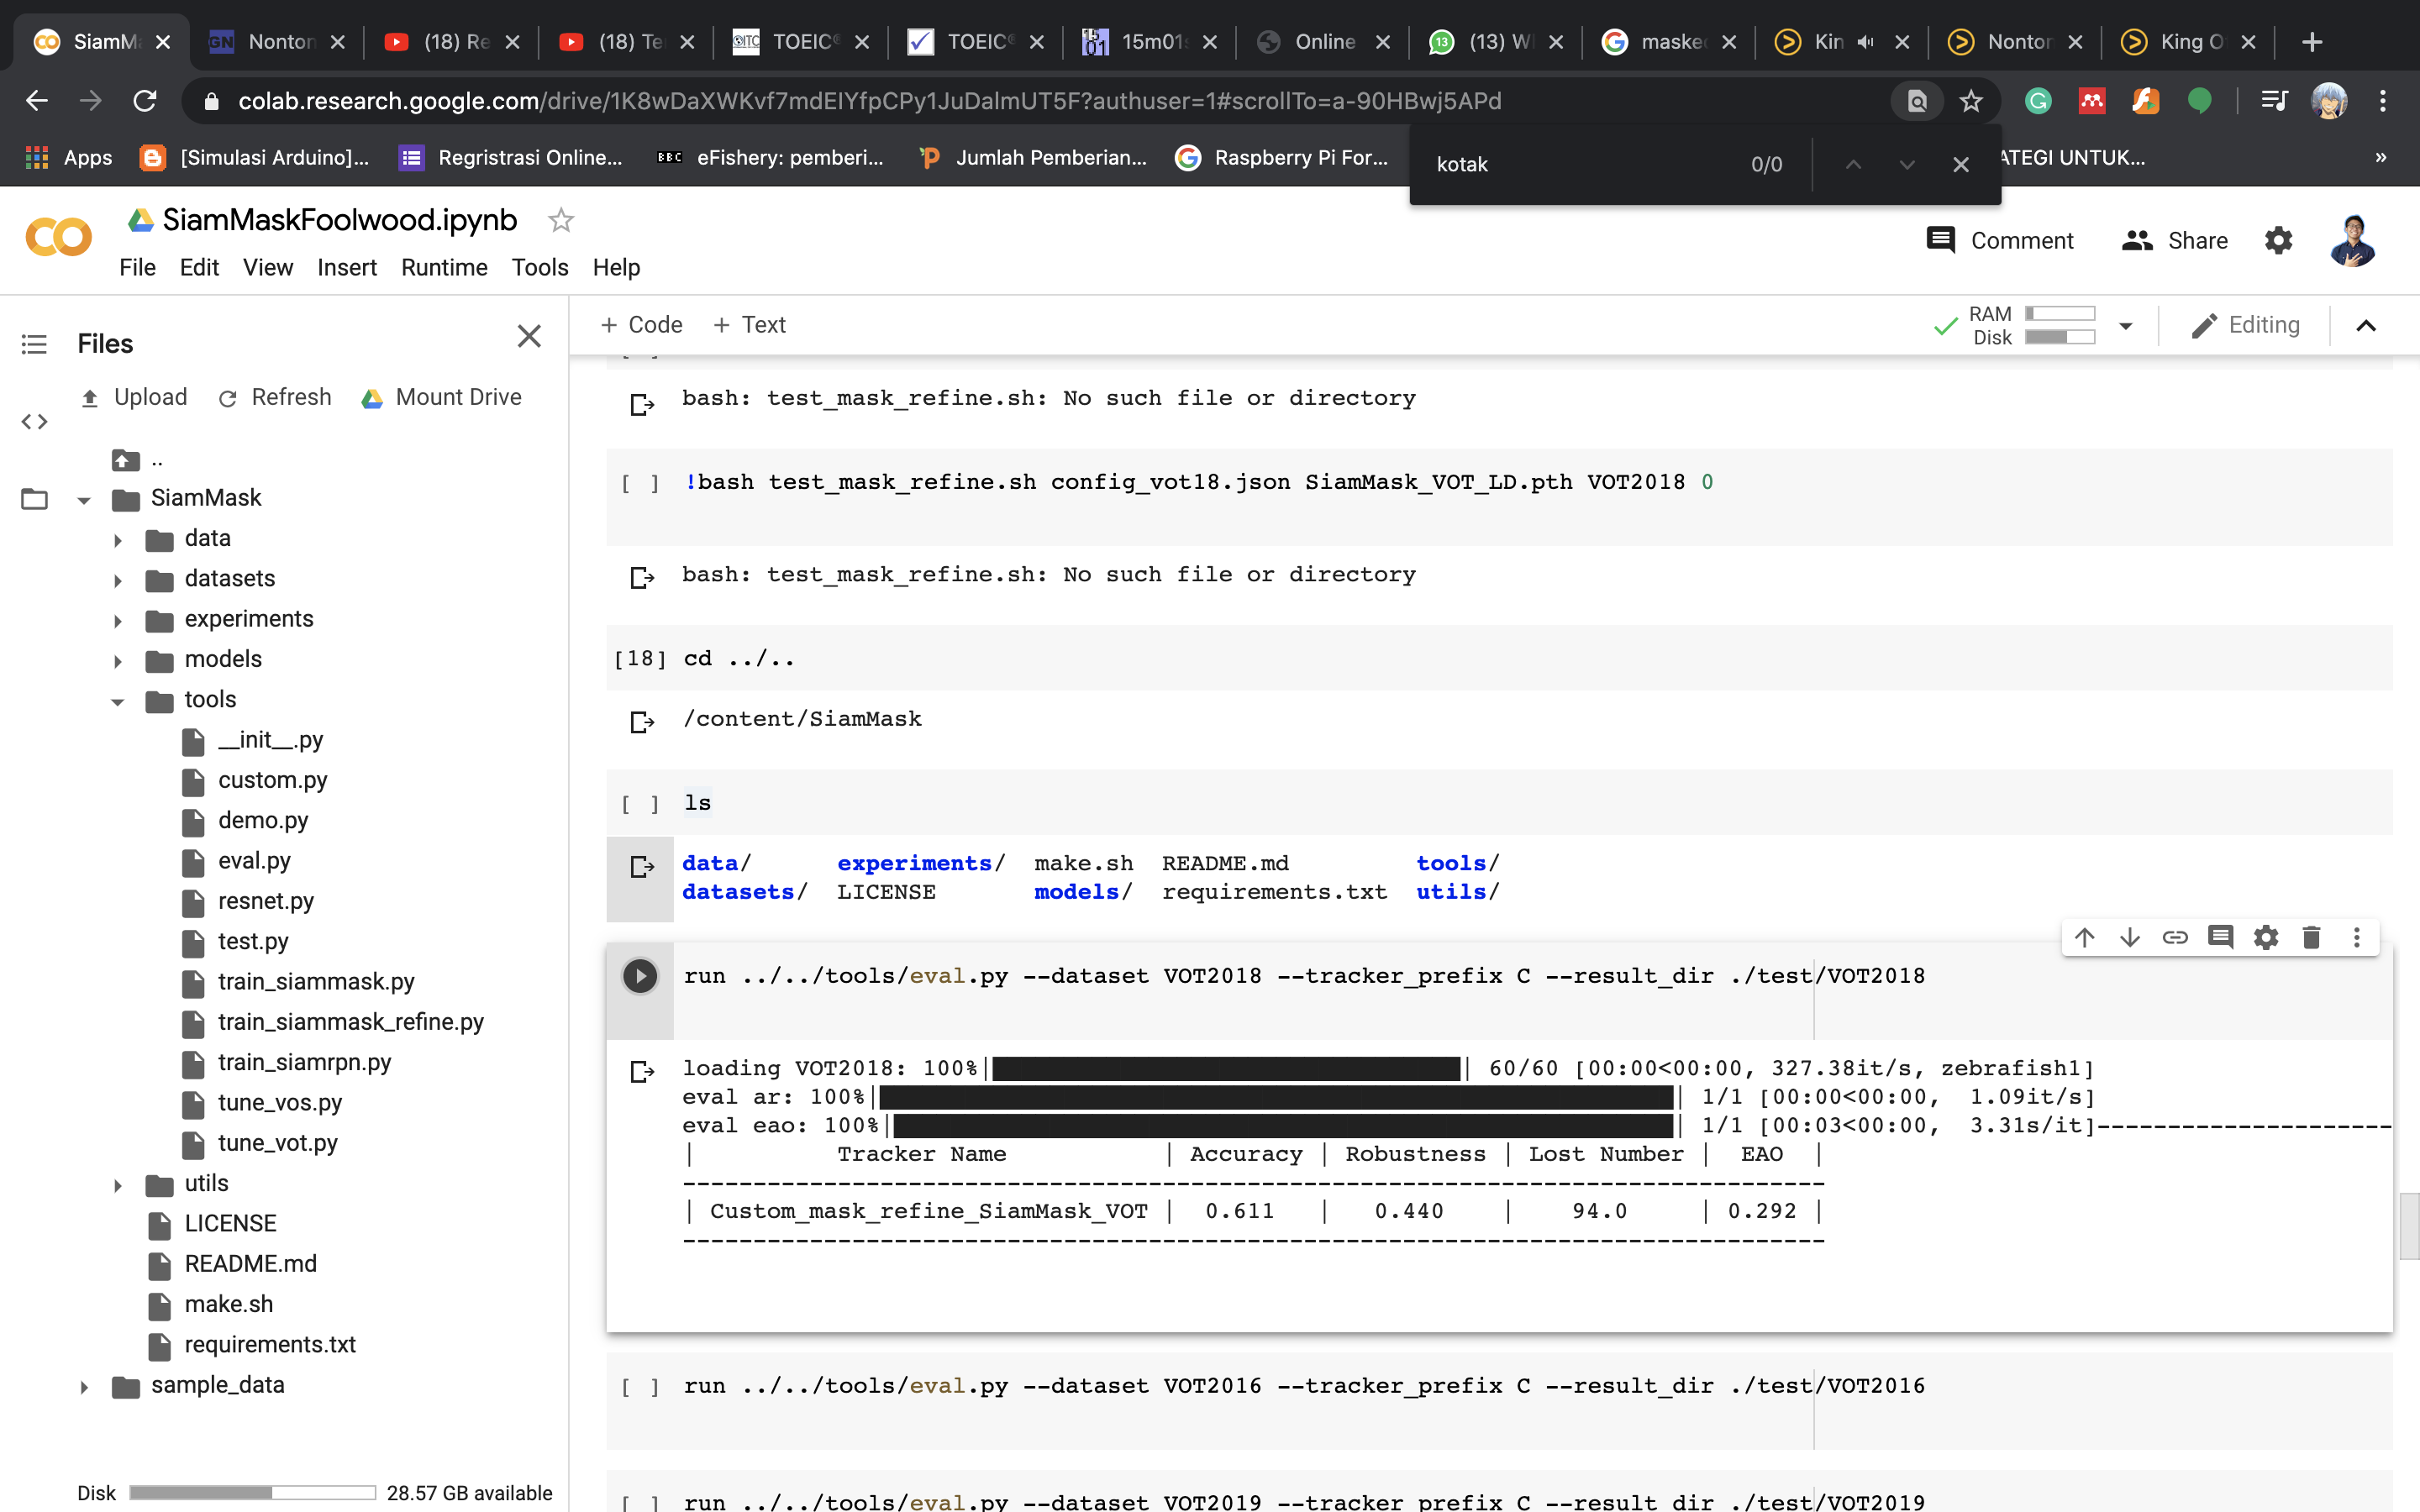 SiamMa
GN Nonton
(18) Re
(18) Te
TOEIC®
TOEIC®
15m01s
Online
(13) W
masked
Kin
Nonton
King O
colab.research.google.com/drive/1K8wDaXWKvf7mdEIYfpCPy1JuDalmUT5F?authuser=1#scrollTo=a-90HBwj5APd
Apps
[Simulasi Arduino]...
Regristrasi Online...
BBC eFishery: pemberi...
Jumlah Pemberian...
Raspberry Pi For...
ATEGI UNTUK...
»
kotak 0/0
SiamMaskFoolwood.ipynb
File Edit View Insert Runtime Tools Help
Comment
Share
Files
Upload
Refresh
Mount Drive
..
SiamMask
data
datasets
experiments
models
tools
__init__.py
custom.py
demo.py
eval.py
resnet.py
test.py
train_siammask.py
train_siammask_refine.py
train_siamrpn.py
tune_vos.py
tune_vot.py
utils
LICENSE
README.md
make.sh
requirements.txt
sample_data
Disk 28.57 GB available
+ Code + Text
RAM
Disk
Editing
bash: test_mask_refine.sh: No such file or directory
[ ] !bash test_mask_refine.sh config_vot18.json SiamMask_VOT_LD.pth VOT2018 0
bash: test_mask_refine.sh: No such file or directory
[18] cd ../..
/content/SiamMask
[ ] ls
data/ experiments/ make.sh README.md tools/
datasets/ LICENSE models/ requirements.txt utils/
run ../../tools/eval.py --dataset VOT2018 --tracker_prefix C --result_dir ./test/VOT2018
loading VOT2018: 100%|██████████| 60/60 [00:00<00:00, 327.38it/s, zebrafish1]
eval ar: 100%|██████████| 1/1 [00:00<00:00, 1.09it/s]
eval eao: 100%|██████████| 1/1 [00:03<00:00, 3.31s/it]---------------------
| Tracker Name | Accuracy | Robustness | Lost Number | EAO |
---------------------------------------------------------------------------------
| Custom_mask_refine_SiamMask_VOT | 0.611 | 0.440 | 94.0 | 0.292 |
---------------------------------------------------------------------------------
[ ] run ../../tools/eval.py --dataset VOT2016 --tracker_prefix C --result_dir ./test/VOT2016
[ ] run ../../tools/eval.py --dataset VOT2019 --tracker_prefix C --result_dir ./test/VOT2019